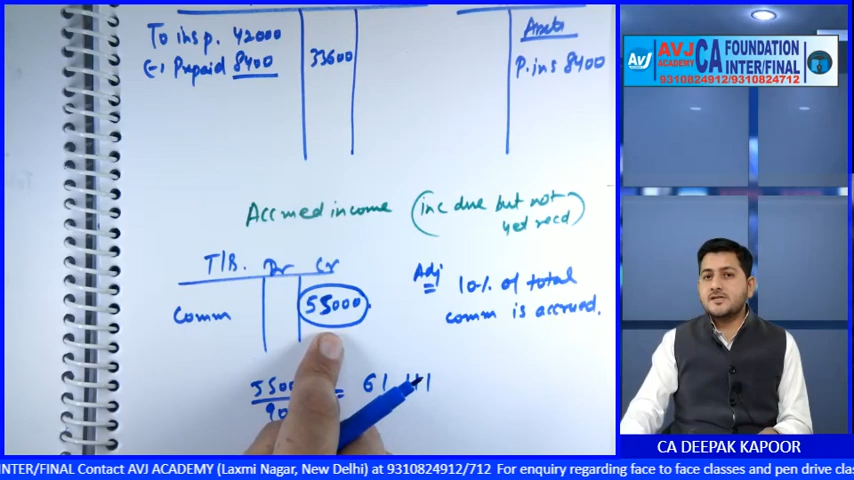 To ins p. 42000
(-) Prepaid 8400
33600
Assets
P. ins 8400
Accrued income (inc due but not
yet recd)
T/B. Dr Cr
Comm 55000
Adj
10% of total
comm is accrued.
=
AVJ
AVJ
ACADEMY
CA
FOUNDATION
INTER/FINAL
9310824912/9310824712
CA DEEPAK KAPOOR
INTER/FINAL Contact AVJ ACADEMY (Laxmi Nagar, New Delhi) at 9310824912/712 For enquiry regarding face to face classes and pen drive clas